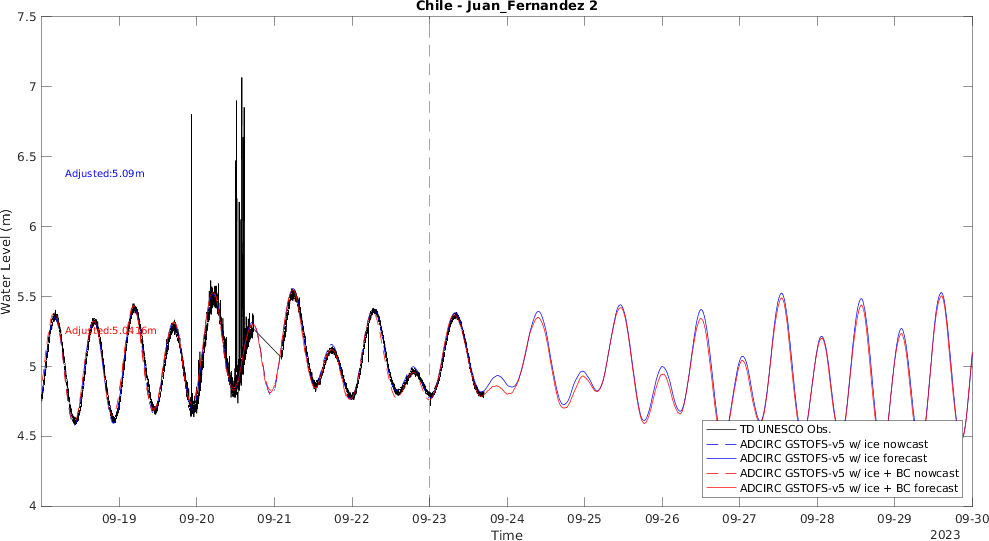 Chile - Juan_Fernandez 2
7.5
7
6.5
6
5.5
5
4.5
4
Water Level (m)
Adjusted:5.09m
Adjusted:5.0416m
TD UNESCO Obs.
ADCIRC GSTOFS-v5 w/ ice nowcast
ADCIRC GSTOFS-v5 w/ ice forecast
ADCIRC GSTOFS-v5 w/ ice + BC nowcast
ADCIRC GSTOFS-v5 w/ ice + BC forecast
09-19 09-20 09-21 09-22 09-23 09-24 09-25 09-26 09-27 09-28 09-29 09-30
Time
2023